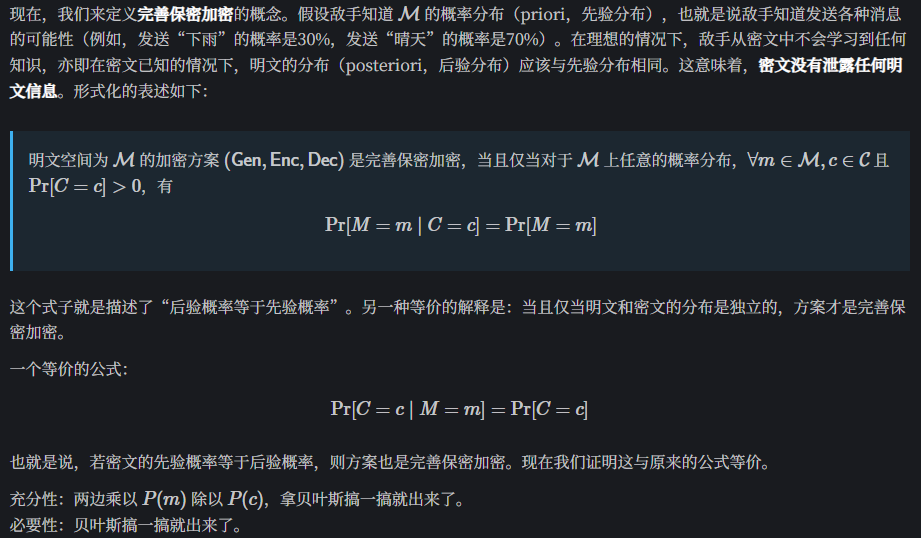 现在，我们来定义完善保密加密的概念。假设敌手知道 𝓜 的概率分布（priori，先验分布），也就是说敌手知道发送各种消息
的可能性（例如，发送“下雨”的概率是30%，发送“晴天”的概率是70%）。在理想的情况下，敌手从密文中不会学习到任何
知识，亦即在密文已知的情况下，明文的分布（posteriori，后验分布）应该与先验分布相同。这意味着，密文没有泄露任何明
文信息。形式化的表述如下：
明文空间为 𝓜 的加密方案 (Gen, Enc, Dec) 是完善保密加密，当且仅当对于 𝓜 上任意的概率分布，∀m ∈ 𝓜, c ∈ 𝓒 且
Pr[C = c] > 0，有
Pr[M = m | C = c] = Pr[M = m]
这个式子就是描述了“后验概率等于先验概率”。另一种等价的解释是：当且仅当明文和密文的分布是独立的，方案才是完善保
密加密。
一个等价的公式：
Pr[C = c | M = m] = Pr[C = c]
也就是说，若密文的先验概率等于后验概率，则方案也是完善保密加密。现在我们证明这与原来的公式等价。
充分性：两边乘以 P(m) 除以 P(c)，拿贝叶斯搞一搞就出来了。
必要性：贝叶斯搞一搞就出来了。